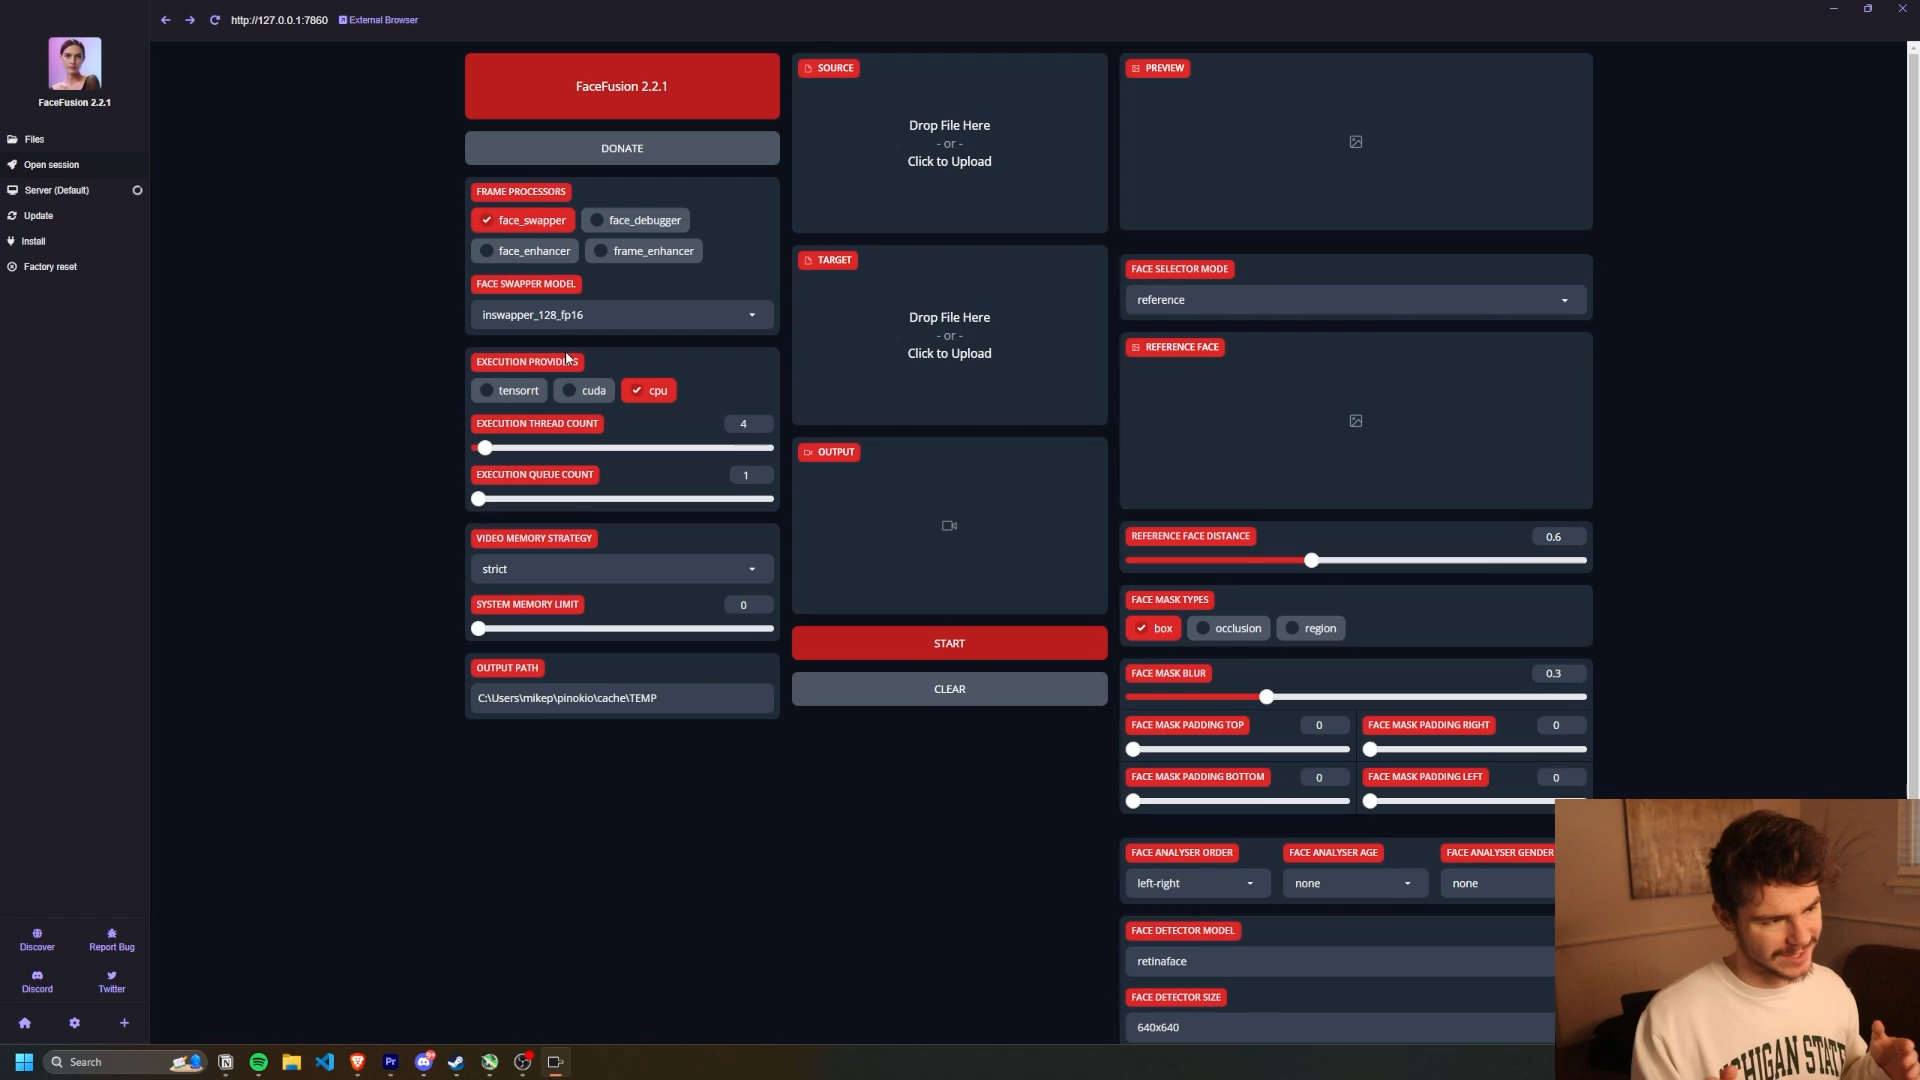 http://127.0.0.1:7860 External Browser
FaceFusion 2.2.1
Files
Open session
Server (Default)
Update
Install
Factory reset
Discover
Report Bug
Discord
Twitter
FaceFusion 2.2.1
DONATE
FRAME PROCESSORS
face_swapper face_debugger
face_enhancer frame_enhancer
FACE SWAPPER MODEL
inswapper_128_fp16
EXECUTION PROVIDERS
tensorrt cuda cpu
EXECUTION THREAD COUNT 4
EXECUTION QUEUE COUNT 1
VIDEO MEMORY STRATEGY
strict
SYSTEM MEMORY LIMIT 0
OUTPUT PATH
C:\Users\mikep\pinokio\cache\TEMP
SOURCE
Drop File Here
- or -
Click to Upload
TARGET
Drop File Here
- or -
Click to Upload
OUTPUT
START
CLEAR
PREVIEW
FACE SELECTOR MODE
reference
REFERENCE FACE
REFERENCE FACE DISTANCE 0.6
FACE MASK TYPES
box occlusion region
FACE MASK BLUR 0.3
FACE MASK PADDING TOP 0 FACE MASK PADDING RIGHT 0
FACE MASK PADDING BOTTOM 0 FACE MASK PADDING LEFT 0
FACE ANALYSER ORDER FACE ANALYSER AGE FACE ANALYSER GENDER
left-right none none
FACE DETECTOR MODEL
retinaface
FACE DETECTOR SIZE
640x640
Search
Pr